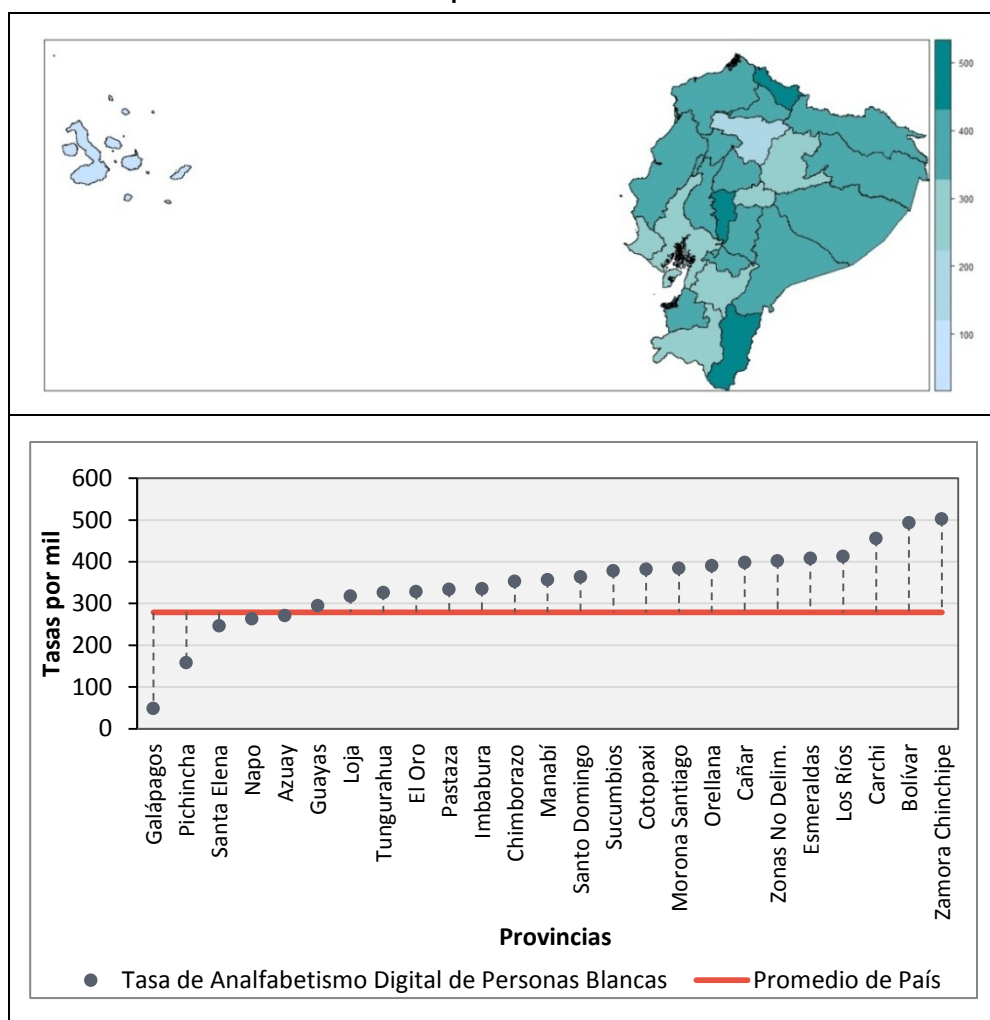 500
400
300
200
100
Tasas por mil
600
500
400
300
200
100
0
Galápagos
Pichincha
Santa Elena
Napo
Azuay
Guayas
Loja
Tungurahua
El Oro
Pastaza
Imbabura
Chimborazo
Manabí
Santo Domingo
Sucumbios
Cotopaxi
Morona Santiago
Orellana
Cañar
Zonas No Delim.
Esmeraldas
Los Ríos
Carchi
Bolívar
Zamora Chinchipe
Provincias
Tasa de Analfabetismo Digital de Personas Blancas
Promedio de País